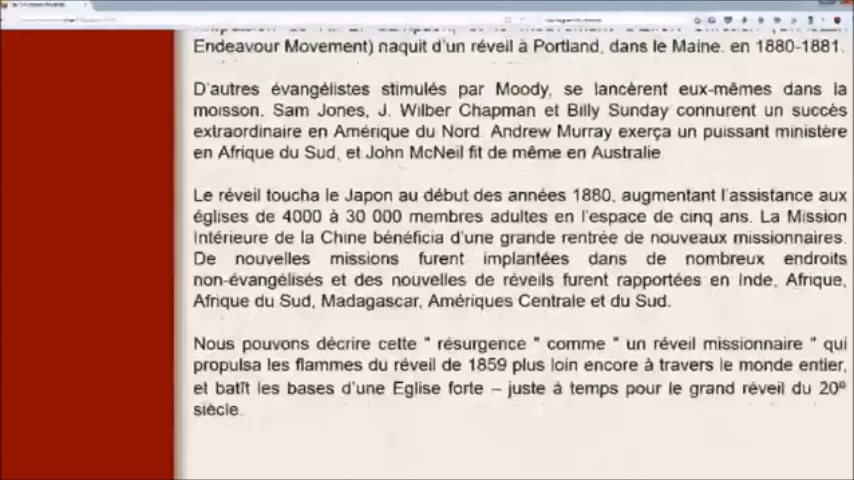 Endeavour Movement) naquit d'un réveil à Portland, dans le Maine. en 1880-1881.
D'autres évangélistes stimulés par Moody, se lancèrent eux-mêmes dans la
moisson. Sam Jones, J. Wilber Chapman et Billy Sunday connurent un succès
extraordinaire en Amérique du Nord. Andrew Murray exerça un puissant ministère
en Afrique du Sud, et John McNeil fit de même en Australie
Le réveil toucha le Japon au début des années 1880, augmentant l'assistance aux
églises de 4000 à 30 000 membres adultes en l'espace de cinq ans. La Mission
Intérieure de la Chine bénéficia d'une grande rentrée de nouveaux missionnaires.
De nouvelles missions furent implantées dans de nombreux endroits
non-évangélisés et des nouvelles de réveils furent rapportées en Inde, Afrique,
Afrique du Sud, Madagascar, Amériques Centrale et du Sud.
Nous pouvons décrire cette " résurgence " comme " un réveil missionnaire " qui
propulsa les flammes du réveil de 1859 plus loin encore à travers le monde entier,
et batît les bases d'une Eglise forte – juste à temps pour le grand réveil du 20e
siècle.